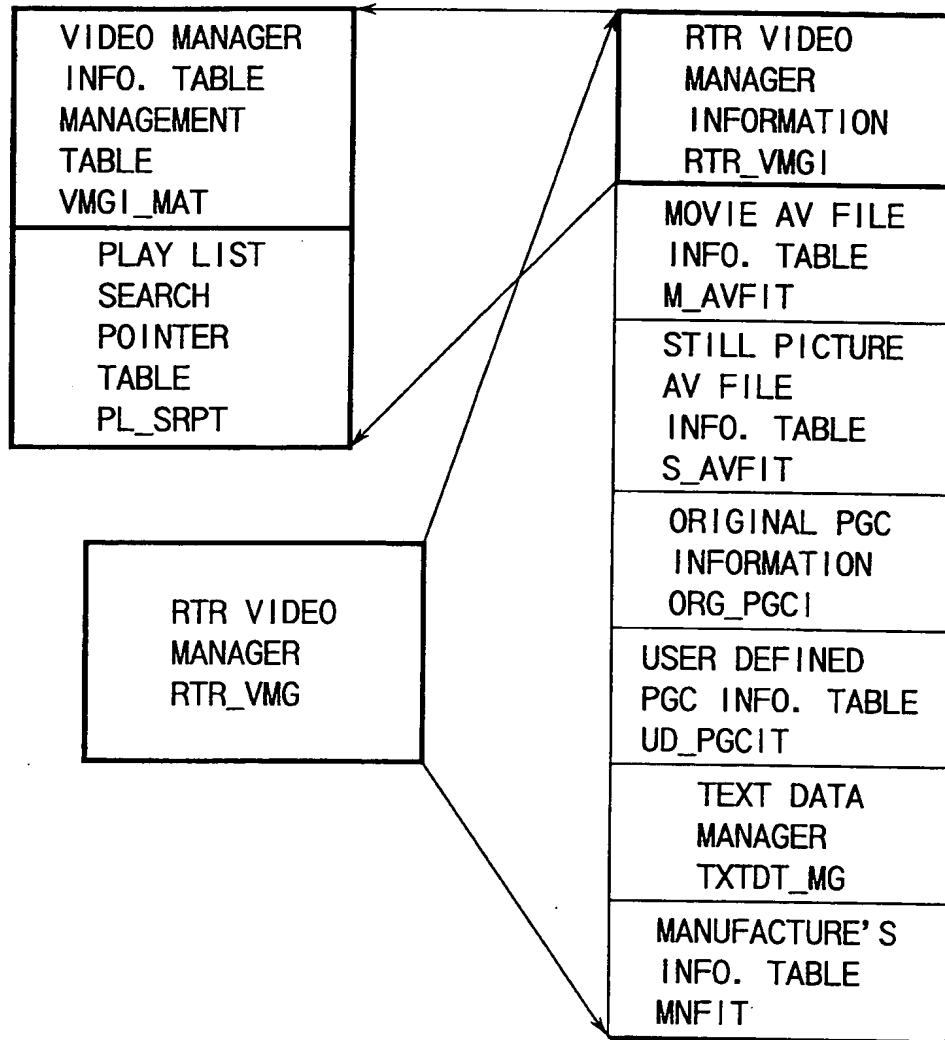 VIDEO MANAGER
INFO. TABLE
MANAGEMENT
TABLE
VMGI_MAT
PLAY LIST
SEARCH
POINTER
TABLE
PL_SRPT
RTR VIDEO
MANAGER
RTR_VMG
RTR VIDEO
MANAGER
INFORMATION
RTR_VMGI
MOVIE AV FILE
INFO. TABLE
M_AVFIT
STILL PICTURE
AV FILE
INFO. TABLE
S_AVFIT
ORIGINAL PGC
INFORMATION
ORG_PGCI
USER DEFINED
PGC INFO. TABLE
UD_PGCIT
TEXT DATA
MANAGER
TXTDT_MG
MANUFACTURE'S
INFO. TABLE
MNFIT